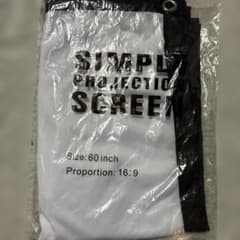 SIMPL
PROJECTIO
SCREEN
Size: 60 inch
Proportion: 16:9